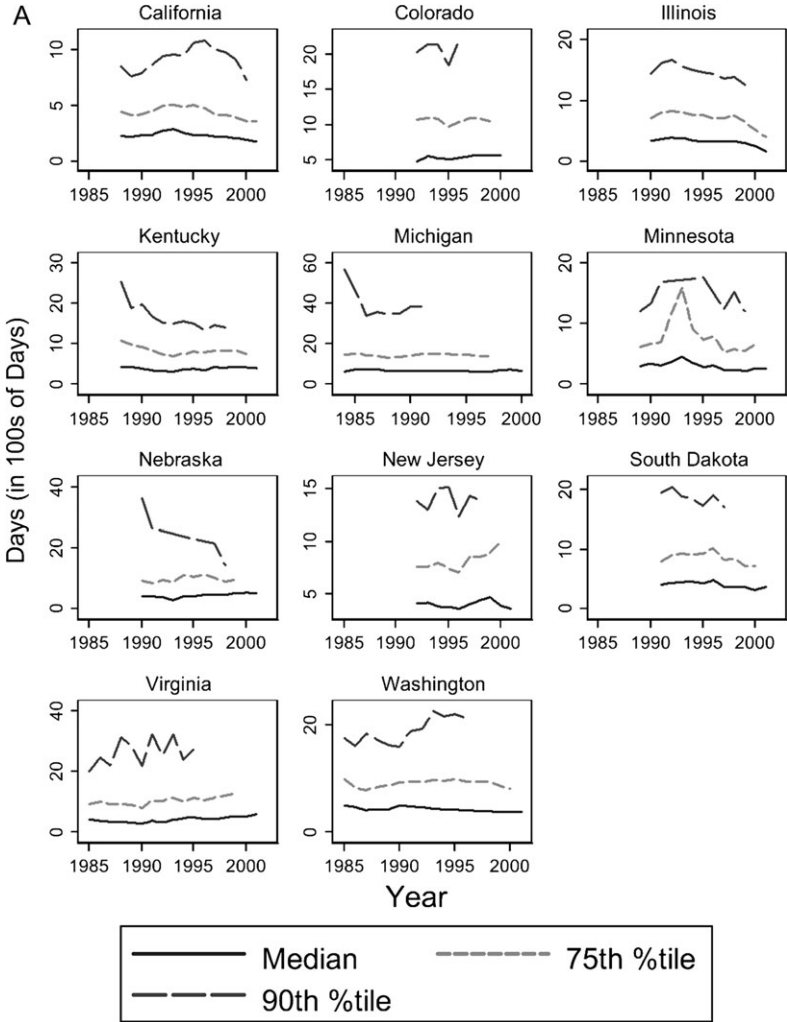 A
California
Colorado
Illinois
0 5 10
5 10 15 20
0 10 20
1985 1990 1995 2000
1985 1990 1995 2000
1985 1990 1995 2000
Kentucky
Michigan
Minnesota
0 10 20 30
0 20 40 60
0 10 20
1985 1990 1995 2000
1985 1990 1995 2000
1985 1990 1995 2000
Days (in 100s of Days)
Nebraska
New Jersey
South Dakota
0 20 40
5 10 15
0 10 20
1985 1990 1995 2000
1985 1990 1995 2000
1985 1990 1995 2000
Virginia
Washington
0 20 40
0 20
1985 1990 1995 2000
1985 1990 1995 2000
Year
Median
75th %tile
90th %tile